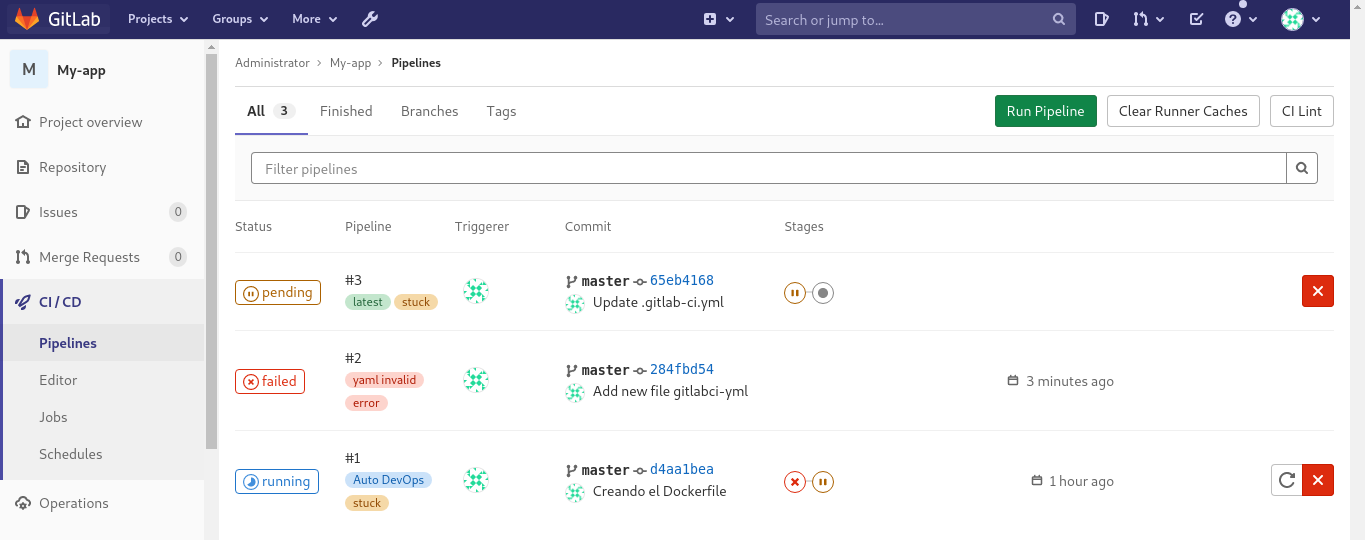 GitLab Projects Groups More Search or jump to...
M My-app
Project overview
Repository
Issues 0
Merge Requests 0
CI / CD
Pipelines
Editor
Jobs
Schedules
Operations
Administrator > My-app > Pipelines
All 3 Finished Branches Tags Run Pipeline Clear Runner Caches CI Lint
Filter pipelines
Status Pipeline Triggerer Commit Stages
pending #3 latest stuck master 65eb4168
Update .gitlab-ci.yml
failed #2 yaml invalid error master 284fbd54
Add new file gitlabci-yml
3 minutes ago
running #1 Auto DevOps stuck master d4aa1bea
Creando el Dockerfile
1 hour ago